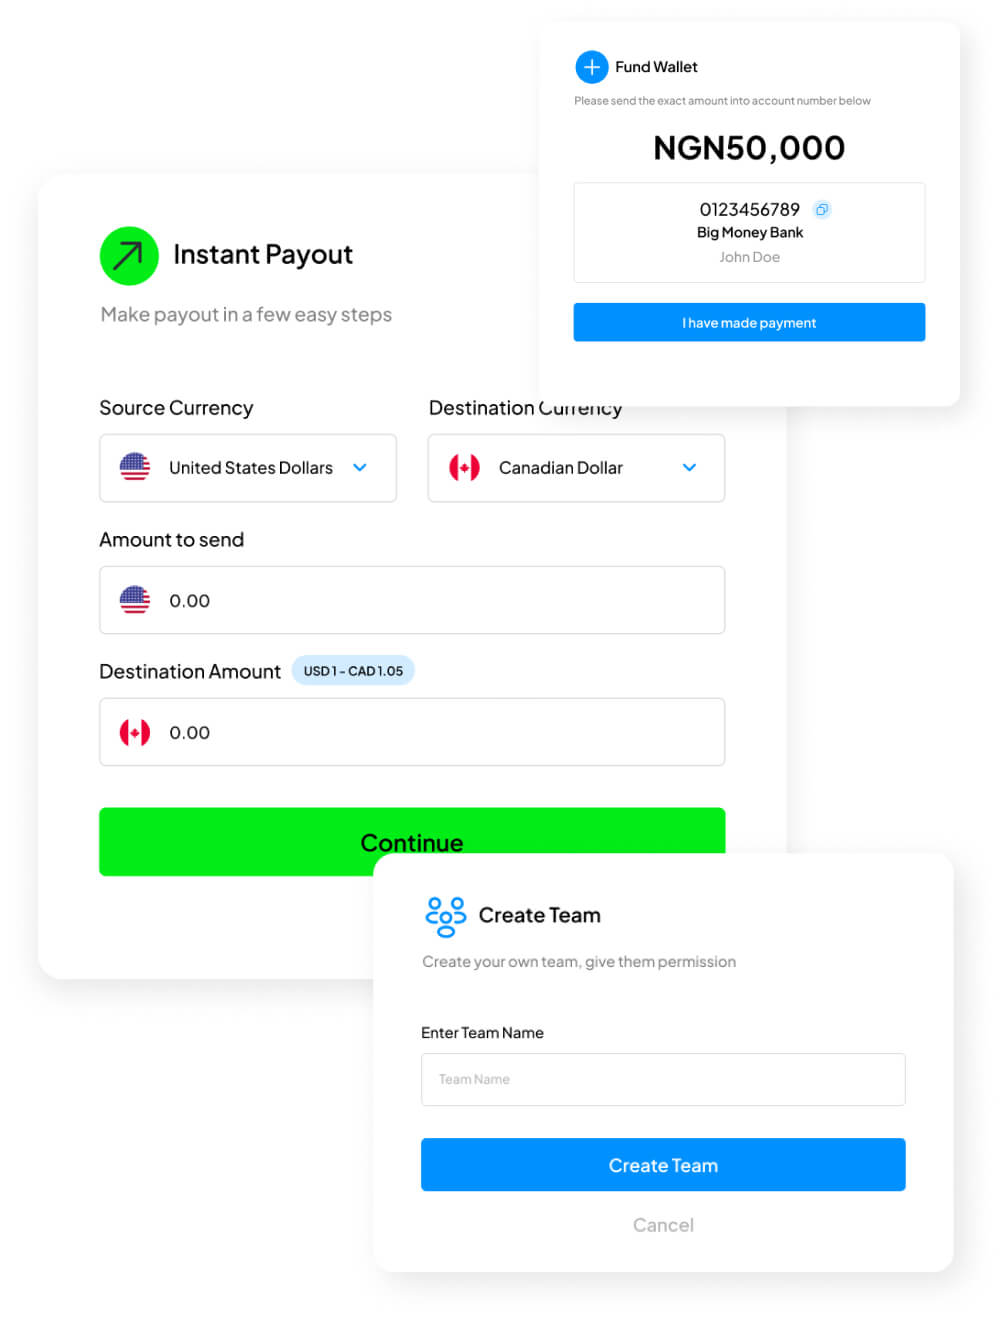 Fund Wallet
Please send the exact amount into account number below
NGN50,000
0123456789
Big Money Bank
John Doe
I have made payment
Instant Payout
Make payout in a few easy steps
Source Currency
Destination Currency
United States Dollars
Canadian Dollar
Amount to send
0.00
Destination Amount
USD 1 - CAD 1.05
0.00
Continue
Create Team
Create your own team, give them permission
Enter Team Name
Team Name
Create Team
Cancel